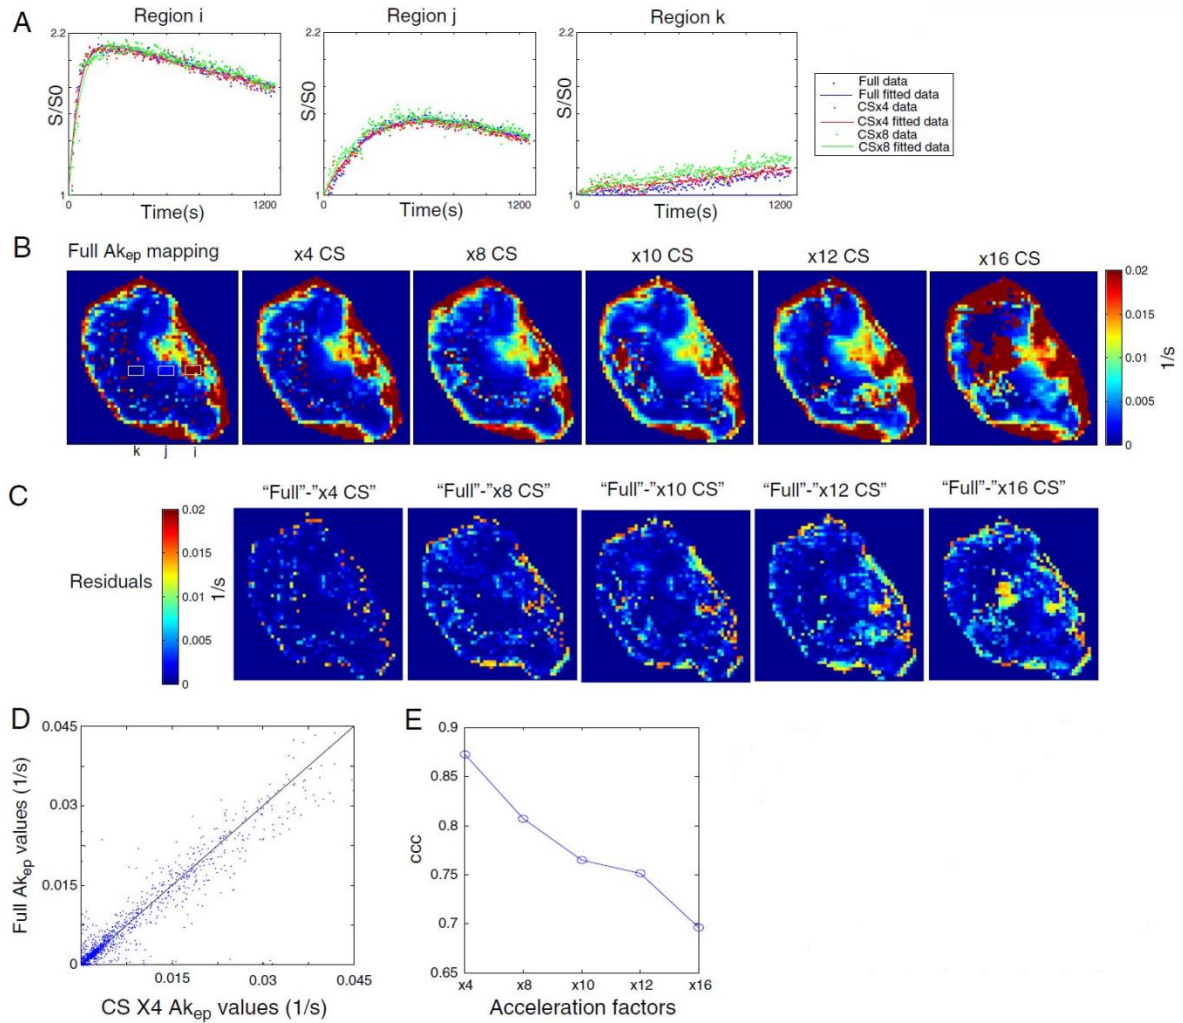 A
Region i
Region j
Region k
2.2
S/S0
1
0
1200
Time(s)
2.2
S/S0
1
0
1200
Time(s)
2.2
S/S0
1
0
1200
Time(s)
Full data
Full fitted data
CSx4 data
CSx4 fitted data
CSx8 data
CSx8 fitted data
B
Full Akep mapping
x4 CS
x8 CS
x10 CS
x12 CS
x16 CS
k
j
i
0.02
0.015
0.01
0.005
0
1/s
C
"Full"-"x4 CS"
"Full"-"x8 CS"
"Full"-"x10 CS"
"Full"-"x12 CS"
"Full"-"x16 CS"
Residuals
0.02
0.015
0.01
0.005
0
1/s
D
0.045
0.03
0.015
0
Full Akep values (1/s)
0.015
0.03
0.045
CS X4 Akep values (1/s)
E
0.9
0.85
0.8
0.75
0.7
0.65
ccc
x4
x8
x10
x12
x16
Acceleration factors